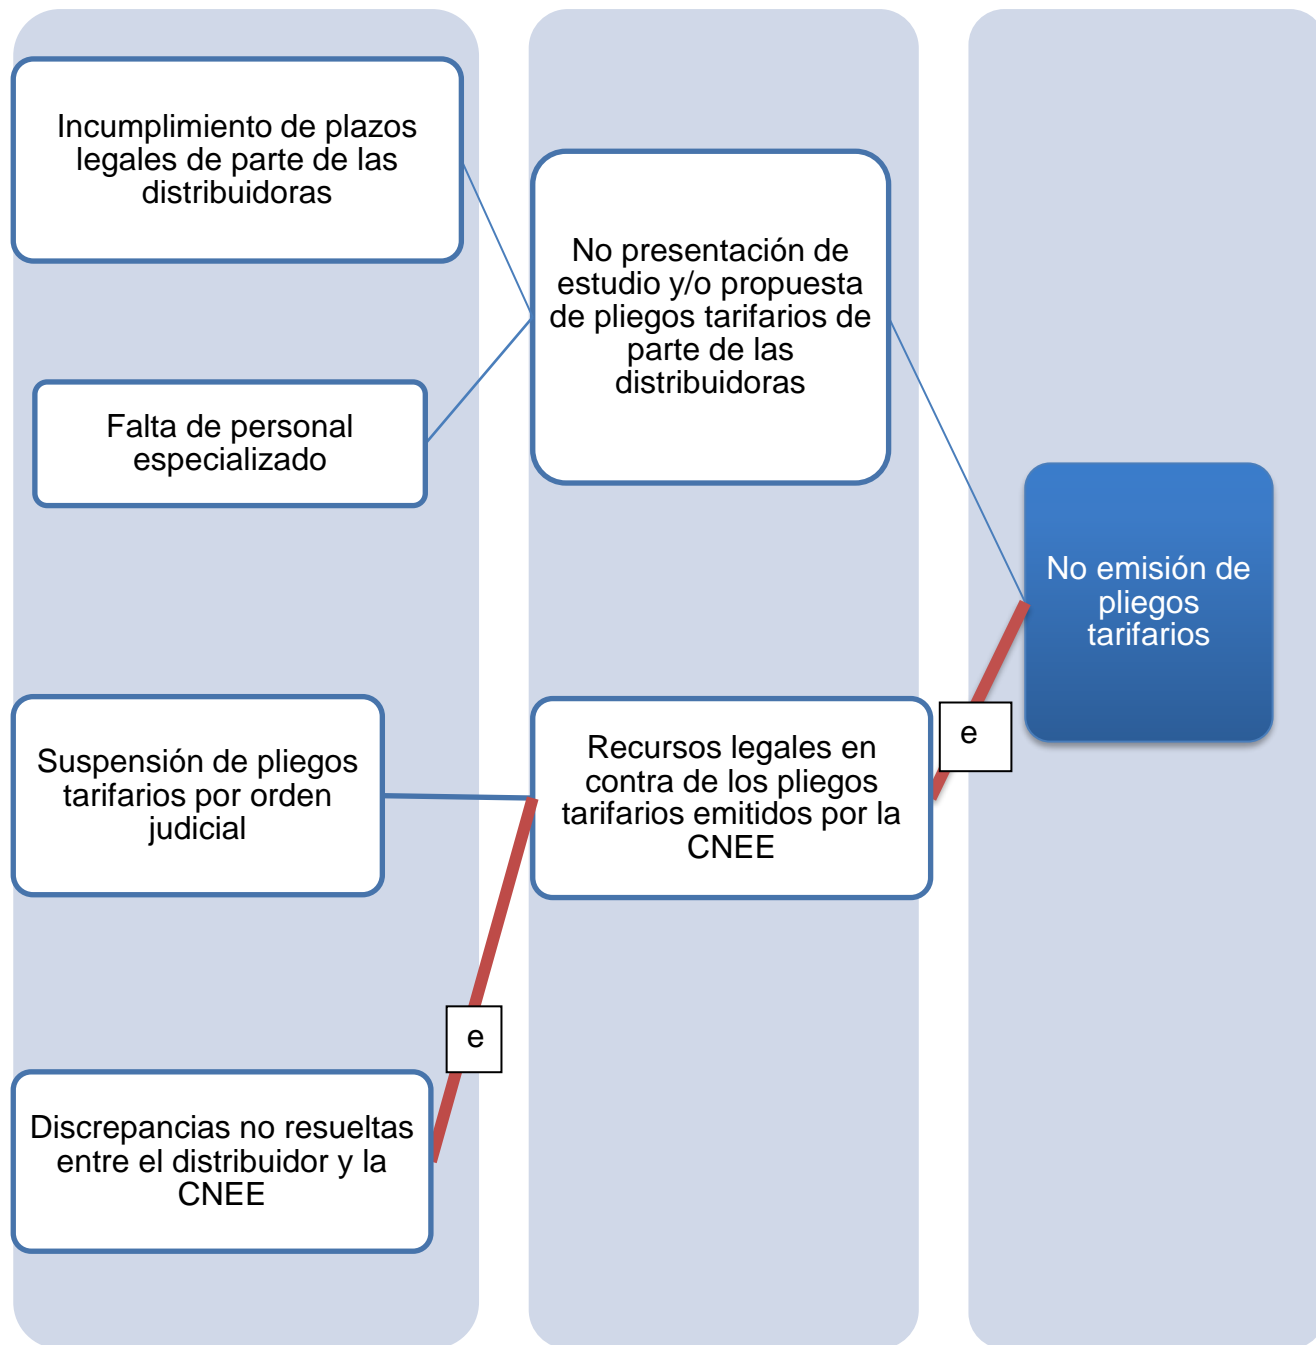 Incumplimiento de plazos
legales de parte de las
distribuidoras
Falta de personal
especializado
Suspensión de pliegos
tarifarios por orden
judicial
Discrepancias no resueltas
entre el distribuidor y la
CNEE
e
No presentación de
estudio y/o propuesta
de pliegos tarifarios de
parte de las
distribuidoras
Recursos legales en
contra de los pliegos
tarifarios emitidos por la
CNEE
e
No emisión de
pliegos
tarifarios